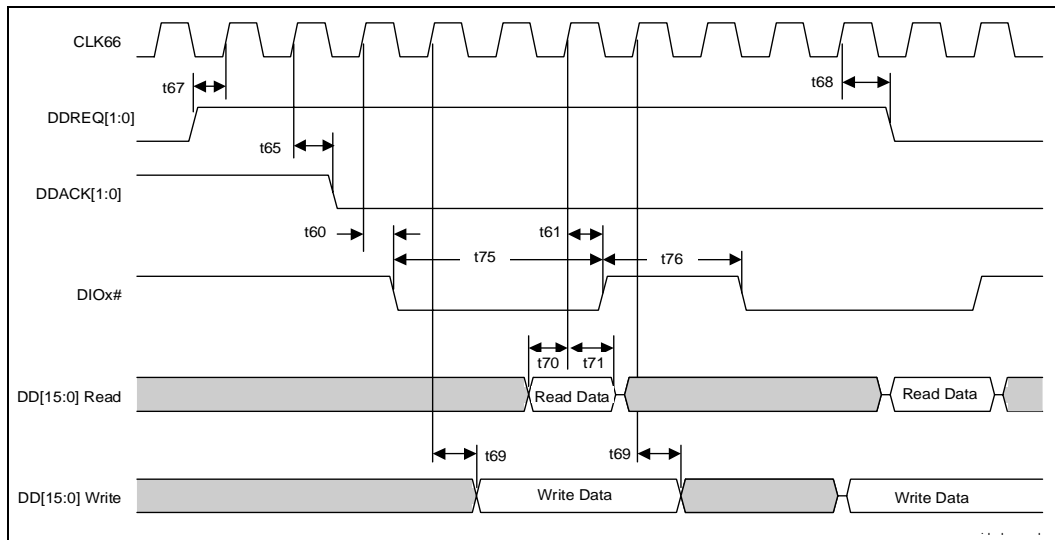 CLK66
t67
t68
DDREQ[1:0]
t65
DDACK[1:0]
t60
t61
t75
t76
DIOx#
t70
t71
DD[15:0] Read
Read Data
Read Data
t69
t69
DD[15:0] Write
Write Data
Write Data